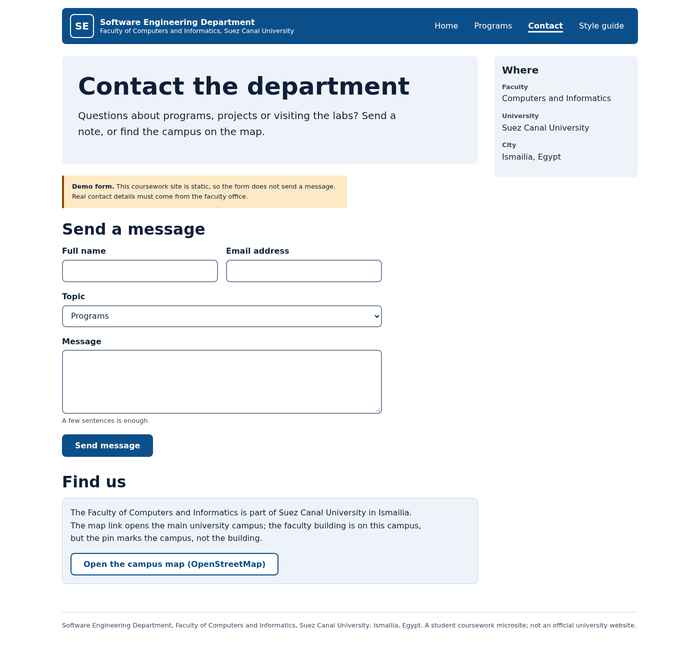 SE
Software Engineering Department
Faculty of Computers and Informatics, Suez Canal University
Home
Programs
Contact
Style guide
Contact the department
Questions about programs, projects or visiting the labs? Send a
note, or find the campus on the map.
Where
Faculty
Computers and Informatics
University
Suez Canal University
City
Ismailia, Egypt
Demo form. This coursework site is static, so the form does not send a message.
Real contact details must come from the faculty office.
Send a message
Full name
Email address
Topic
Programs
Message
A few sentences is enough.
Send message
Find us
The Faculty of Computers and Informatics is part of Suez Canal University in Ismailia.
The map link opens the main university campus; the faculty building is on this campus,
but the pin marks the campus, not the building.
Open the campus map (OpenStreetMap)
Software Engineering Department, Faculty of Computers and Informatics, Suez Canal University. Ismailia, Egypt. A student coursework microsite; not an official university website.